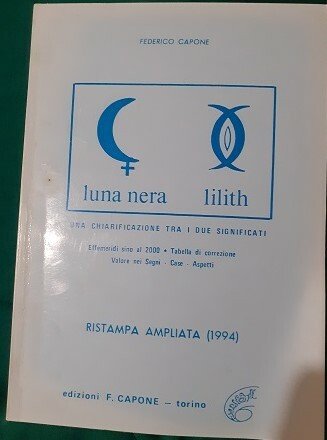 FEDERICO CAPONE
luna nera lilith
UNA CHIARIFICAZIONE TRA I DUE SIGNIFICATI
Effemeridi sino al 2000 • Tabella di correzione
Valore nei Segni - Case - Aspetti
RISTAMPA AMPLIATA (1994)
edizioni F. CAPONE - torino